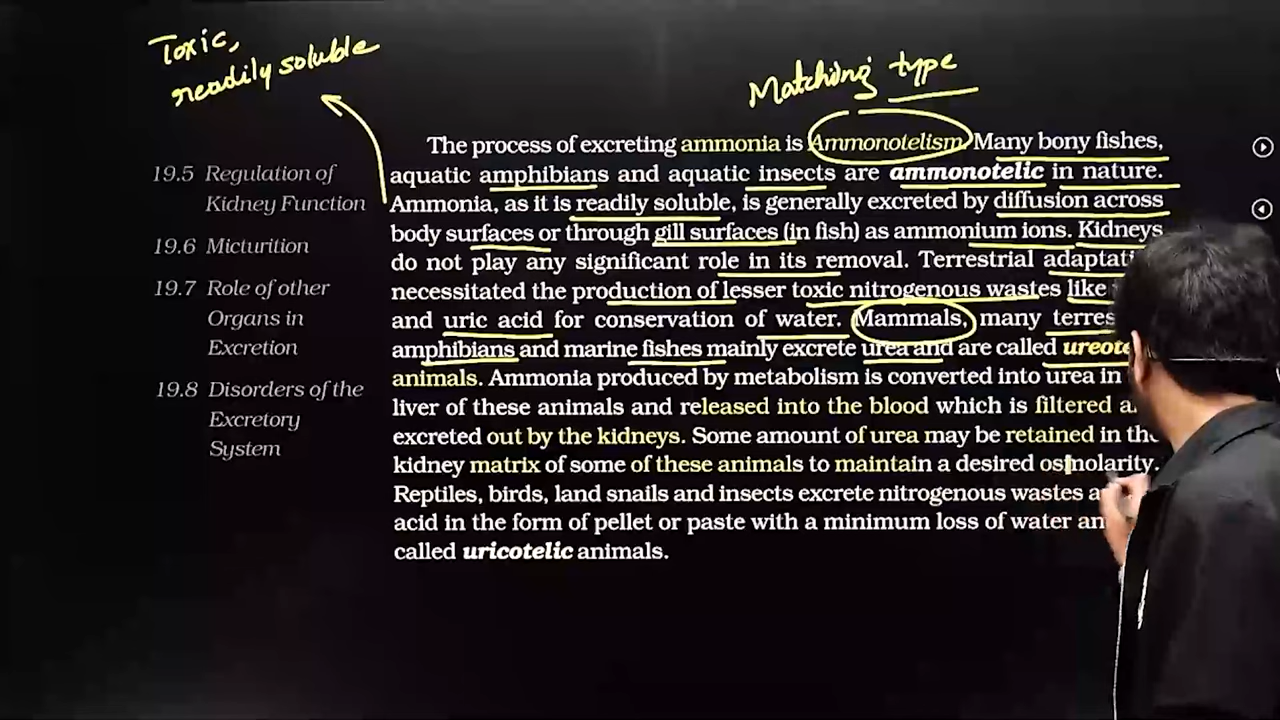 Toxic,
readily soluble
Matching type
The process of excreting ammonia is Ammonotelism. Many bony fishes,
aquatic amphibians and aquatic insects are ammonotelic in nature.
Ammonia, as it is readily soluble, is generally excreted by diffusion across
body surfaces or through gill surfaces (in fish) as ammonium ions. Kidneys
do not play any significant role in its removal. Terrestrial
necessitated the production of lesser toxic nitrogenous wastes like
and uric acid for conservation of water. Mammals, many
amphibians and marine fishes mainly excrete urea and are called
animals. Ammonia produced by metabolism is converted into urea in
liver of these animals and released into the blood which is filtered
excreted out by the kidneys. Some amount of urea may be retained in the
kidney matrix of some of these animals to maintain a desired osmolarity.
Reptiles, birds, land snails and insects excrete nitrogenous wastes
acid in the form of pellet or paste with a minimum loss of water
called uricotelic animals.
19.5 Regulation of
Kidney Function
19.6 Micturition
19.7 Role of other
Organs in
Excretion
19.8 Disorders of the
Excretory
System